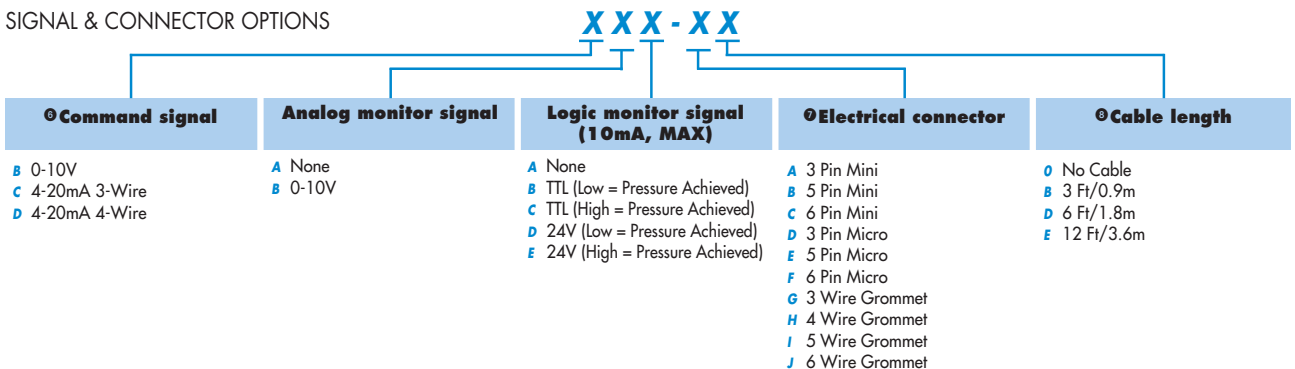 SIGNAL & CONNECTOR OPTIONS
X X X - X X
❻Command signal
B 0-10V
C 4-20mA 3-Wire
D 4-20mA 4-Wire
Analog monitor signal
A None
B 0-10V
Logic monitor signal
(10mA, MAX)
A None
B TTL (Low = Pressure Achieved)
C TTL (High = Pressure Achieved)
D 24V (Low = Pressure Achieved)
E 24V (High = Pressure Achieved)
❼Electrical connector
A 3 Pin Mini
B 5 Pin Mini
C 6 Pin Mini
D 3 Pin Micro
E 5 Pin Micro
F 6 Pin Micro
G 3 Wire Grommet
H 4 Wire Grommet
I 5 Wire Grommet
J 6 Wire Grommet
❽Cable length
0 No Cable
B 3 Ft/0.9m
D 6 Ft/1.8m
E 12 Ft/3.6m